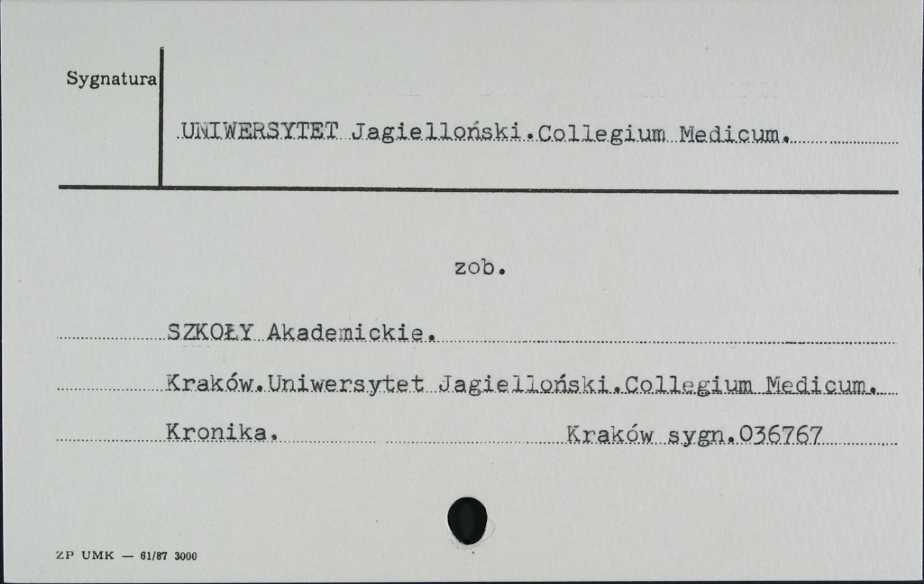 Sygnatura
UNIWERSYTET Jagielloński.Collegium Medicum.
zob.
SZKOŁY Akademickie.
Kraków.Uniwersytet Jagielloński.Collegium Medicum.
Kronika. Kraków sygn.036767
ZP UMK — 61/87 3000